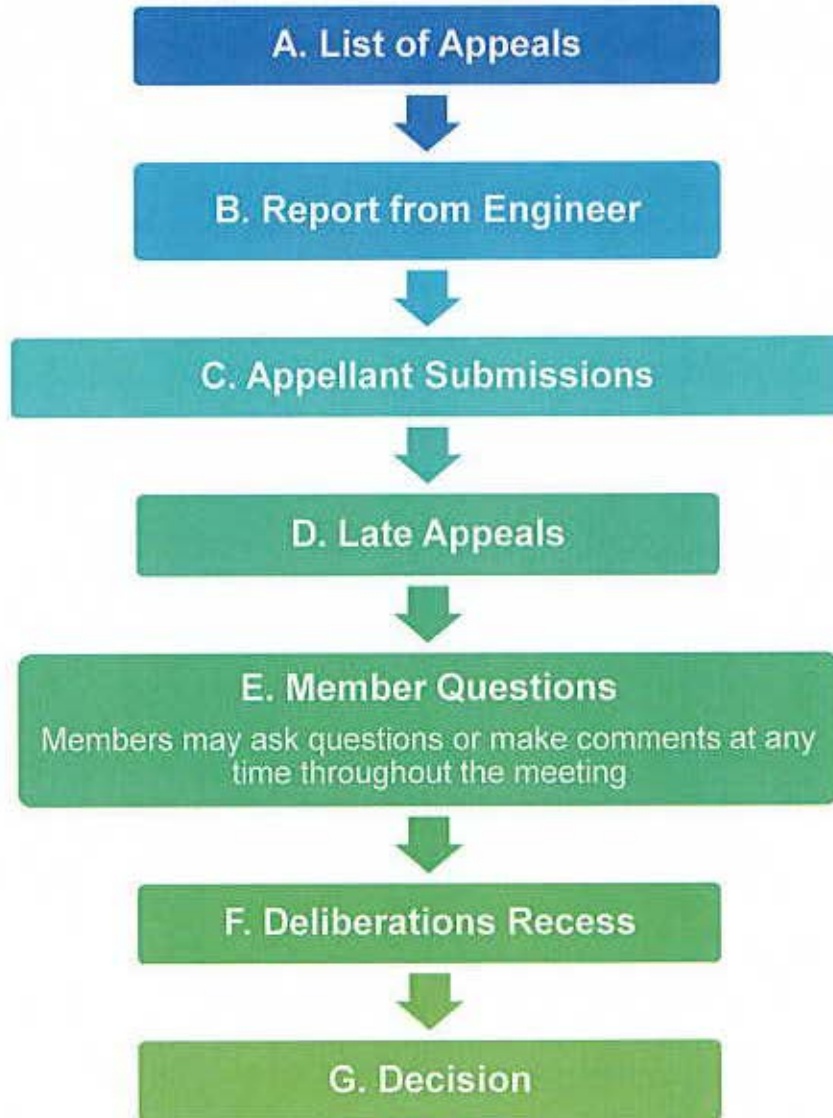 A. List of Appeals
B. Report from Engineer
C. Appellant Submissions
D. Late Appeals
E. Member Questions
Members may ask questions or make comments at any
time throughout the meeting
F. Deliberations Recess
G. Decision